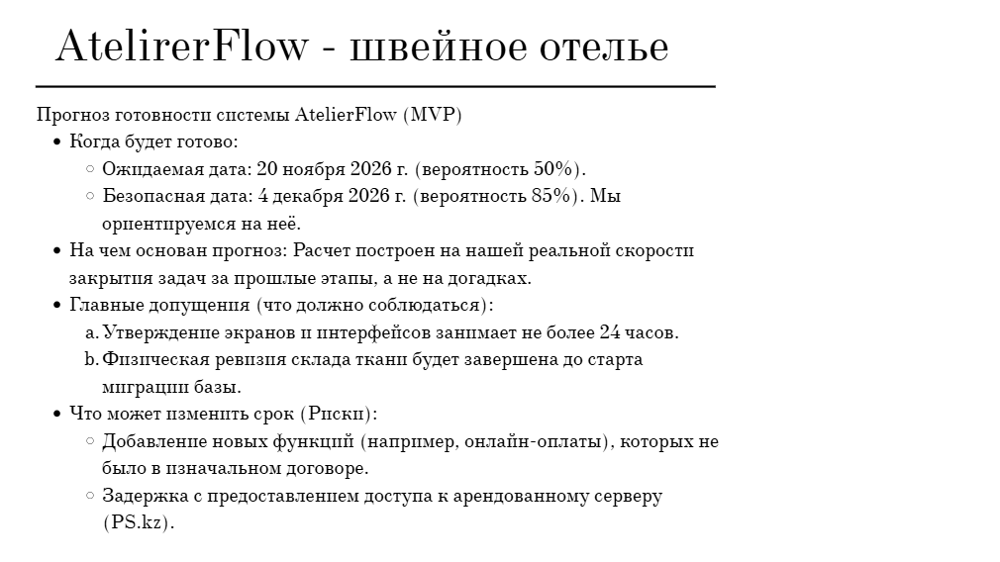 AtelirerFlow - швейное отелье
Прогноз готовности системы AtelierFlow (MVP)
• Когда будет готово:
○ Ожидаемая дата: 20 ноября 2026 г. (вероятность 50%).
○ Безопасная дата: 4 декабря 2026 г. (вероятность 85%). Мы
ориентируемся на неё.
• На чем основан прогноз: Расчет построен на нашей реальной скорости
закрытия задач за прошлые этапы, а не на догадках.
• Главные допущения (что должно соблюдаться):
a. Утверждение экранов и интерфейсов занимает не более 24 часов.
b. Физическая ревизия склада ткани будет завершена до старта
миграции базы.
• Что может изменить срок (Риски):
○ Добавление новых функций (например, онлайн-оплаты), которых не
было в изначальном договоре.
○ Задержка с предоставлением доступа к арендованному серверу
(PS.kz).